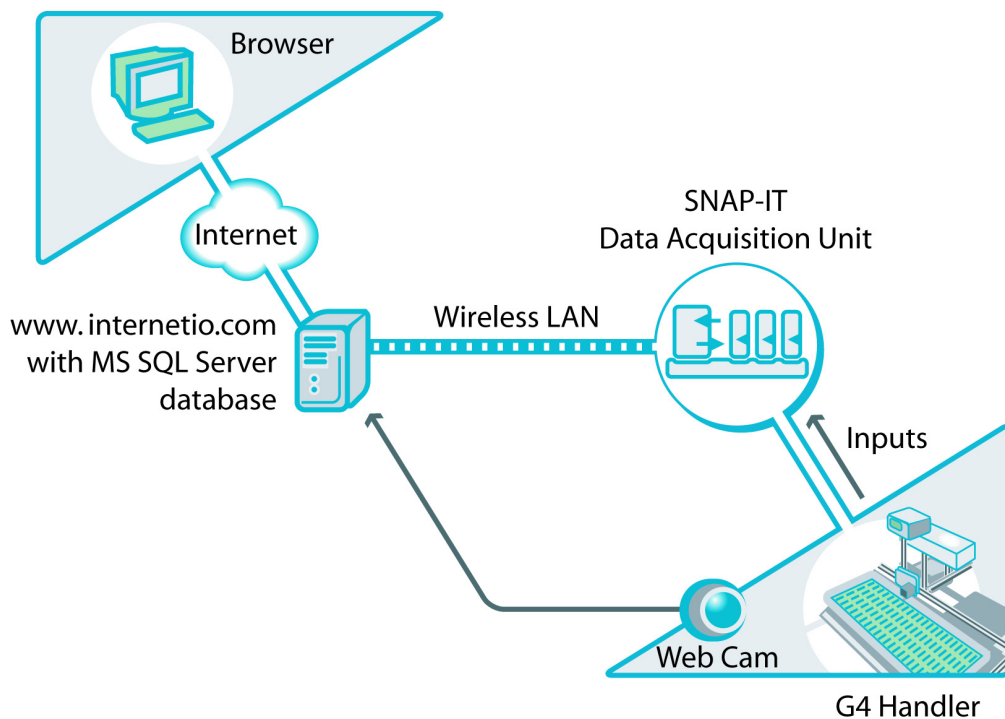 Browser
Internet
www.internetio.com
with MS SQL Server
database
Wireless LAN
SNAP-IT
Data Acquisition Unit
Inputs
Web Cam
G4 Handler